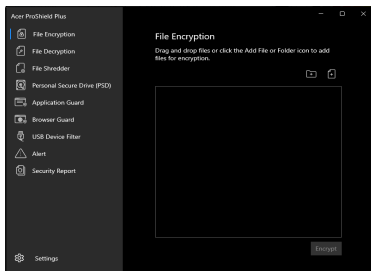 Acer ProShield Plus
File Encryption
File Decryption
File Shredder
Personal Secure Drive (PSD)
Application Guard
Browser Guard
USB Device Filter
Alert
Security Report
Settings
File Encryption
Drag and drop files or click the Add File or Folder icon to add
files for encryption.
Encrypt